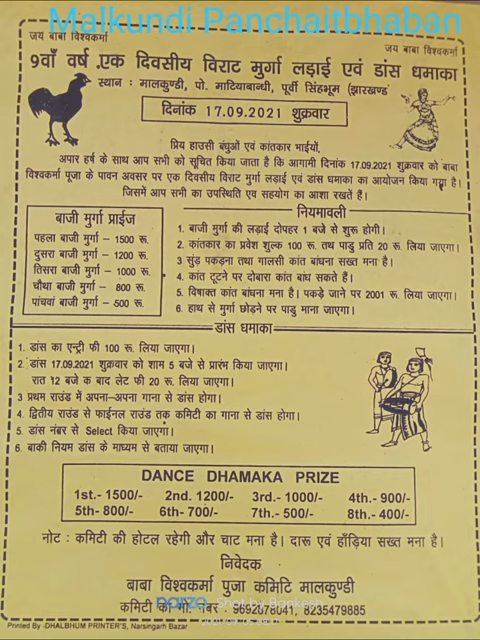 Malkundi Panchaitbhaban
जय बाबा विश्वकर्मा
जय बाबा विश्वकर्मा
9वाँ वर्ष एक दिवसीय विराट मुर्गा लड़ाई एवं डांस धमाका
स्थान : मालकुण्डी, पो. माटियाबान्धी, पूर्वी सिंहभूम (झारखण्ड
दिनांक 17.09.2021 शुक्रवार
प्रिय हाउसी बंधुओं एवं कांतकार भाईयों,
अपार हर्ष के साथ आप सभी को सूचित किया जाता है कि आगामी दिनांक 17.09.2021 शुक्रवार को बाबा
विश्वकर्मा पूजा के पावन अवसर पर एक दिवसीय विराट मुर्गा लड़ाई एवं डांस धमाका का आयोजन किया गया है।
जिसमें आप सभी का उपस्थिति एवं सहयोग का आशा रखते हैं।
बाजी मुर्गा प्राईज
पहला बाजी मुर्गा - 1500 रू.
दुसरा बाजी मुर्गा - 1200 रू.
तिसरा बाजी मुर्गा - 1000 रू.
चौथा बाजी मुर्गा - 800 रू.
पांचवां बाजी मुर्गा - 500 रू.
नियमावली
1. बाजी मुर्गा की लड़ाई दोपहर 1 बजे से शुरू होगी।
2. कांतकार का प्रवेश शुल्क 100 रू. तथ पाडु प्रति 20 रू. लिया जाएगा।
3 सुंड़ पकड़ना तथा गालसी कांत बांधना सख्त मना है।
4. कांत टूटने पर दोबारा कांत बांध सकते हैं।
5. विषाक्त कांत बांधना मना है। पकड़े जाने पर 2001 रू. लिया जाएगा।
6. हाथ से मुर्गा छोड़ने पर पाडु माना जाएगा।
डांस धमाका
1. डांस का एन्ट्री फी 100 रू. लिया जाएगा।
2. डांस 17.09.2021 शुक्रवार को शाम 5 बजे से प्रारंभ किया जाएगा।
रात 12 बजे क बाद लेट फी 20 रू. लिया जाएगा।
3 प्रथम राउंड में अपना-अपना गाना से डांस होगा।
4. द्वितीय राउंड से फाईनल राउंड तक कमिटी का गाना से डांस होगा।
5. डांस नंबर से Select किया जाएगा।
6. बाकी नियम डांस के माध्यम से बताया जाएगा।
DANCE DHAMAKA PRIZE
1st.- 1500/- 2nd. 1200/- 3rd.- 1000/- 4th.- 900/-
5th- 800/- 6th- 700/- 7th.- 500/- 8th.- 400/-
नोट : कमिटी की होटल रहेगी और चाट मना है। दारू एवं हाँड़िया सख्त मना है।
निवेदक
बाबा विश्वकर्मा पूजा कमिटि मालकुण्डी
कमिटि का मो. नंबर : 9692078041, 8235479885
Printed By -DHALBHUM PRINTER'S, Narsingarh Bazar